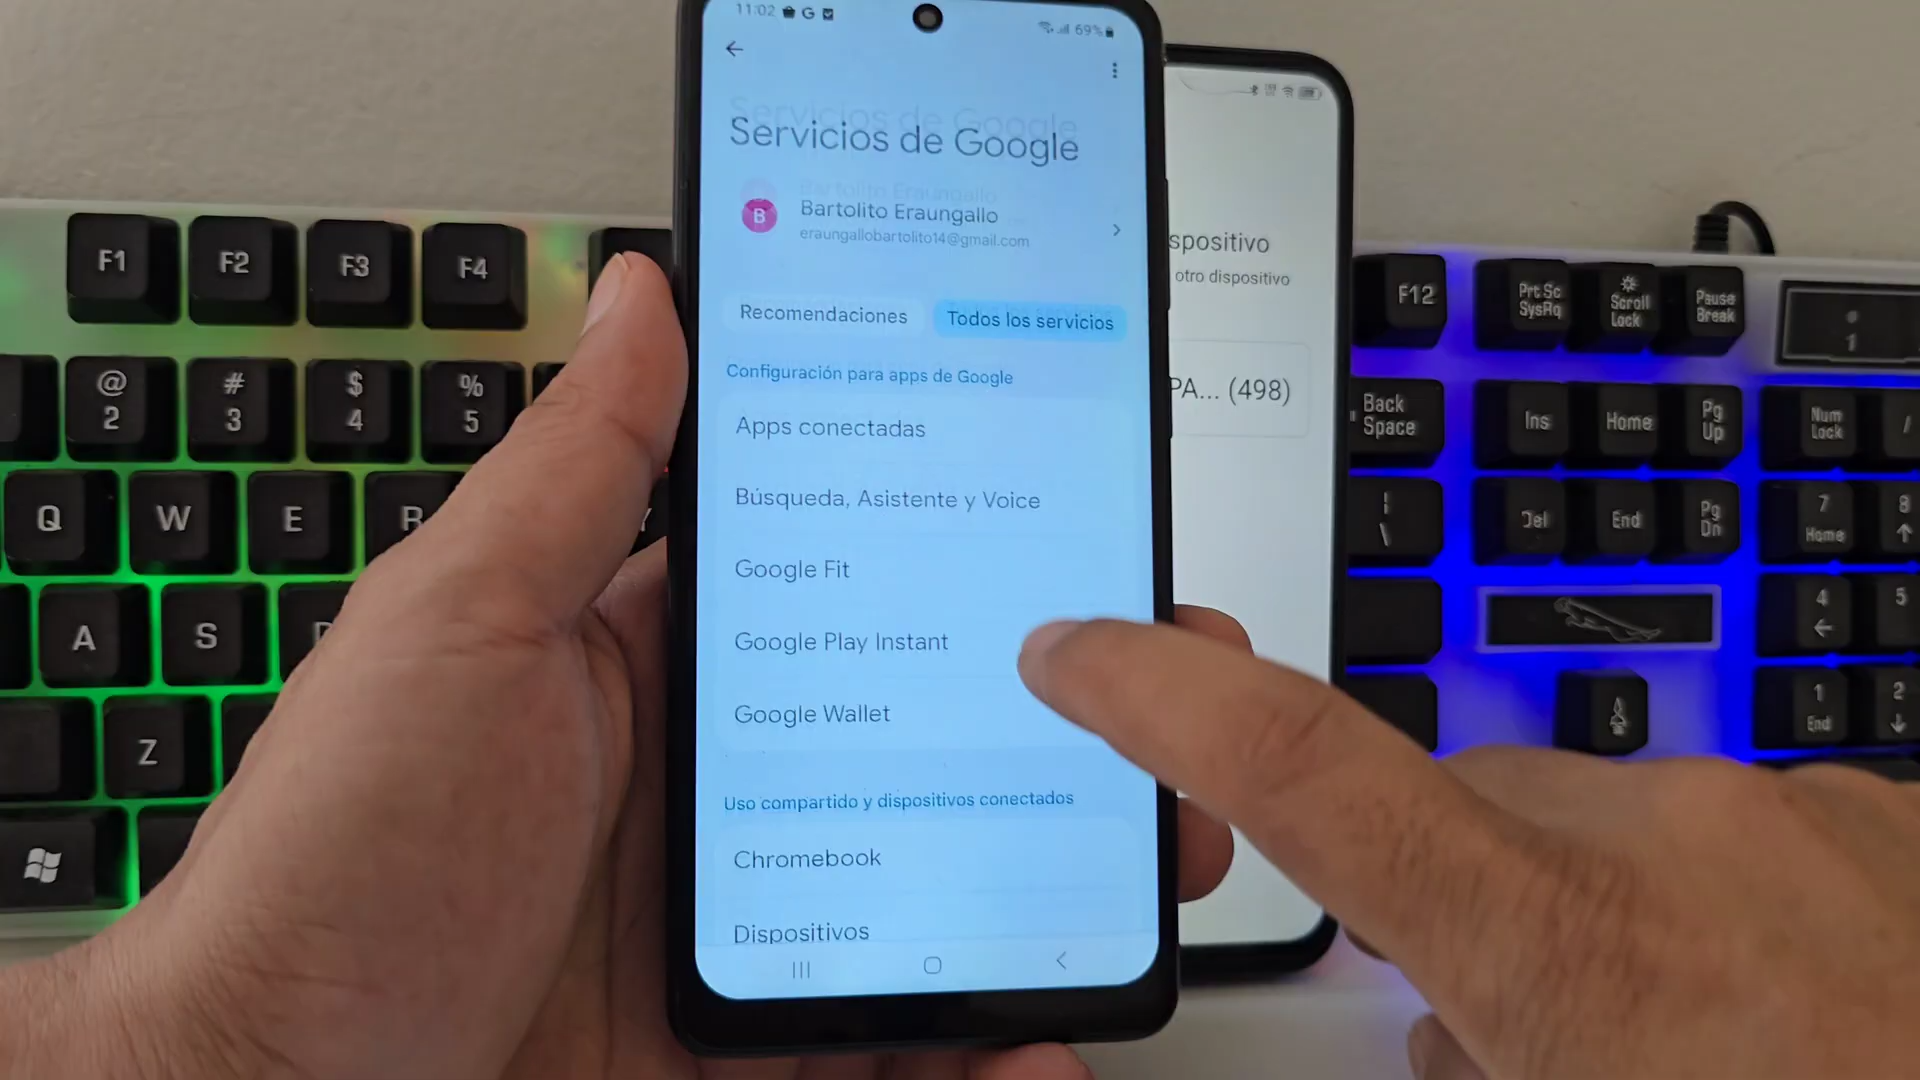 11:02
69%
Servicios de Google
B
Bartolito Eraungallo
eraungallobartolito14@gmail.com
Recomendaciones
Todos los servicios
Configuración para apps de Google
Apps conectadas
Búsqueda, Asistente y Voice
Google Fit
Google Play Instant
Google Wallet
Uso compartido y dispositivos conectados
Chromebook
Dispositivos
spositivo
otro dispositivo
PA... (498)
F1
F2
F3
F4
@
2
#
3
$
4
%
5
Q
W
E
R
A
S
Z
F12
Prt Sc
SysRq
Scroll
Lock
Pause
Break
1
Back
Space
Ins
Home
Pg
Up
Num
Lock
/
|
\
Del
End
Pg
Dn
7
Home
8
4
5
1
End
2